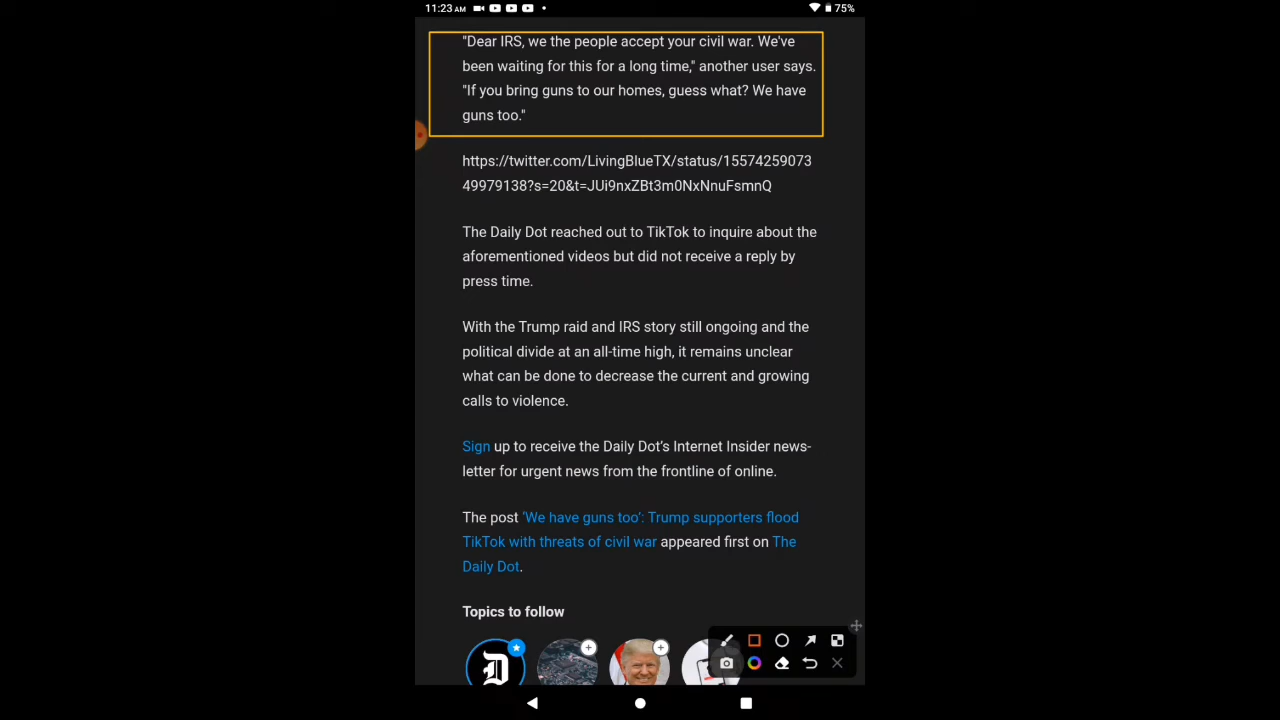 11:23 AM
75%
"Dear IRS, we the people accept your civil war. We've
been waiting for this for a long time," another user says.
"If you bring guns to our homes, guess what? We have
guns too."
https://twitter.com/LivingBlueTX/status/15574259073
49979138?s=20&t=JUi9nxZBt3m0NxNnuFsmnQ
The Daily Dot reached out to TikTok to inquire about the
aforementioned videos but did not receive a reply by
press time.
With the Trump raid and IRS story still ongoing and the
political divide at an all-time high, it remains unclear
what can be done to decrease the current and growing
calls to violence.
Sign up to receive the Daily Dot's Internet Insider news-
letter for urgent news from the frontline of online.
The post 'We have guns too': Trump supporters flood
TikTok with threats of civil war appeared first on The
Daily Dot.
Topics to follow
D